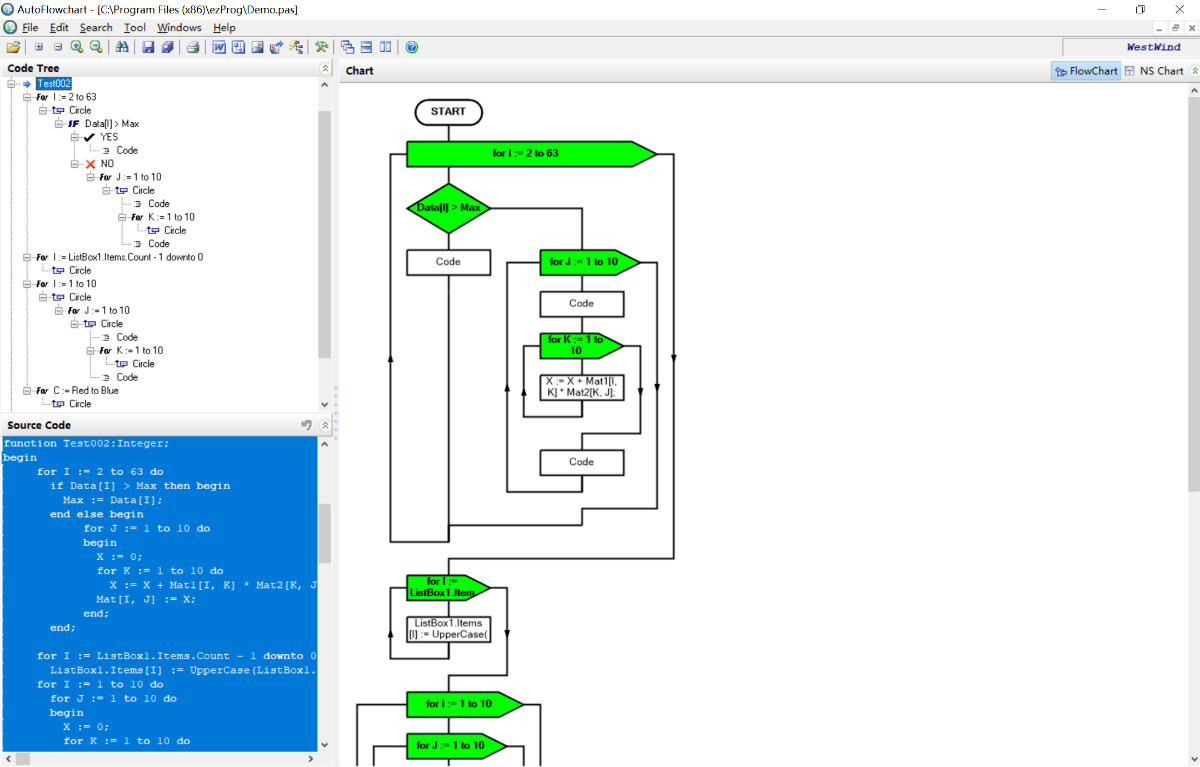 AutoFlowchart - [C:\Program Files (x86)\ezProg\Demo.pas]
File Edit Search Tool Windows Help
WestWind
Code Tree
Test002
For I := 2 to 63
Circle
IF Data[I] > Max
YES
Code
NO
For J := 1 to 10
Circle
Code
For K := 1 to 10
Circle
Code
For I := ListBox1.Items.Count - 1 downto 0
Circle
For I := 1 to 10
Circle
For J := 1 to 10
Circle
Code
For K := 1 to 10
Circle
Code
For C := Red to Blue
Circle
Source Code
function Test002:Integer;
begin
for I := 2 to 63 do
if Data[I] > Max then begin
Max := Data[I];
end else begin
for J := 1 to 10 do
begin
X := 0;
for K := 1 to 10 do
X := X + Mat1[I, K] * Mat2[K, J
Mat[I, J] := X;
end;
end;
for I := ListBox1.Items.Count - 1 downto 0
ListBox1.Items[I] := UpperCase(ListBox1.
for I := 1 to 10 do
for J := 1 to 10 do
begin
X := 0;
for K := 1 to 10 do
Chart
FlowChart
NS Chart
START
for I := 2 to 63
Data[I] > Max
Code
for J := 1 to 10
Code
for K := 1 to
10
X := X + Mat1[I,
K] * Mat2[K, J];
Code
for I :=
ListBox1.Item
ListBox1.Items
[I] := UpperCase(
for I := 1 to 10
for J := 1 to 10